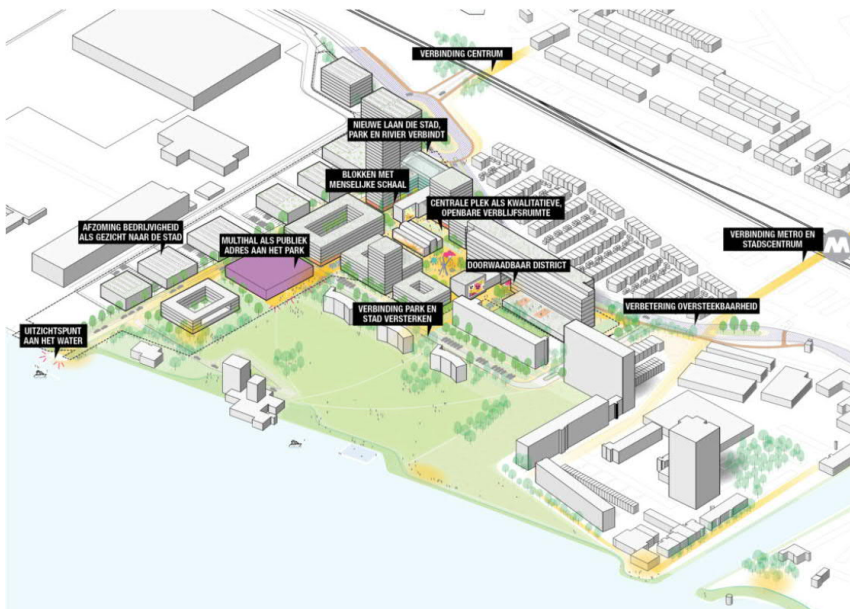 VERBINDING CENTRUM
NIEUWE LAAN DIE STAD,
PARK EN RIVIER VERBINDT
BLOKKEN MET
MENSELIJKE SCHAAL
CENTRALE PLEK ALS KWALITATIEVE,
OPENBARE VERBLIJFSRUIMTE
AFZOMING BEDRIJVIGHEID
ALS GEZICHT NAAR DE STAD
MULTIHAL ALS PUBLIEK
ADRES AAN HET PARK
VERBINDING METRO EN
STADSCENTRUM
M
DOORWAADBAAR DISTRICT
VERBINDING PARK EN
STAD VERSTERKEN
VERBETERING OVERSTEEKBAARHEID
UITZICHTSPUNT
AAN HET WATER